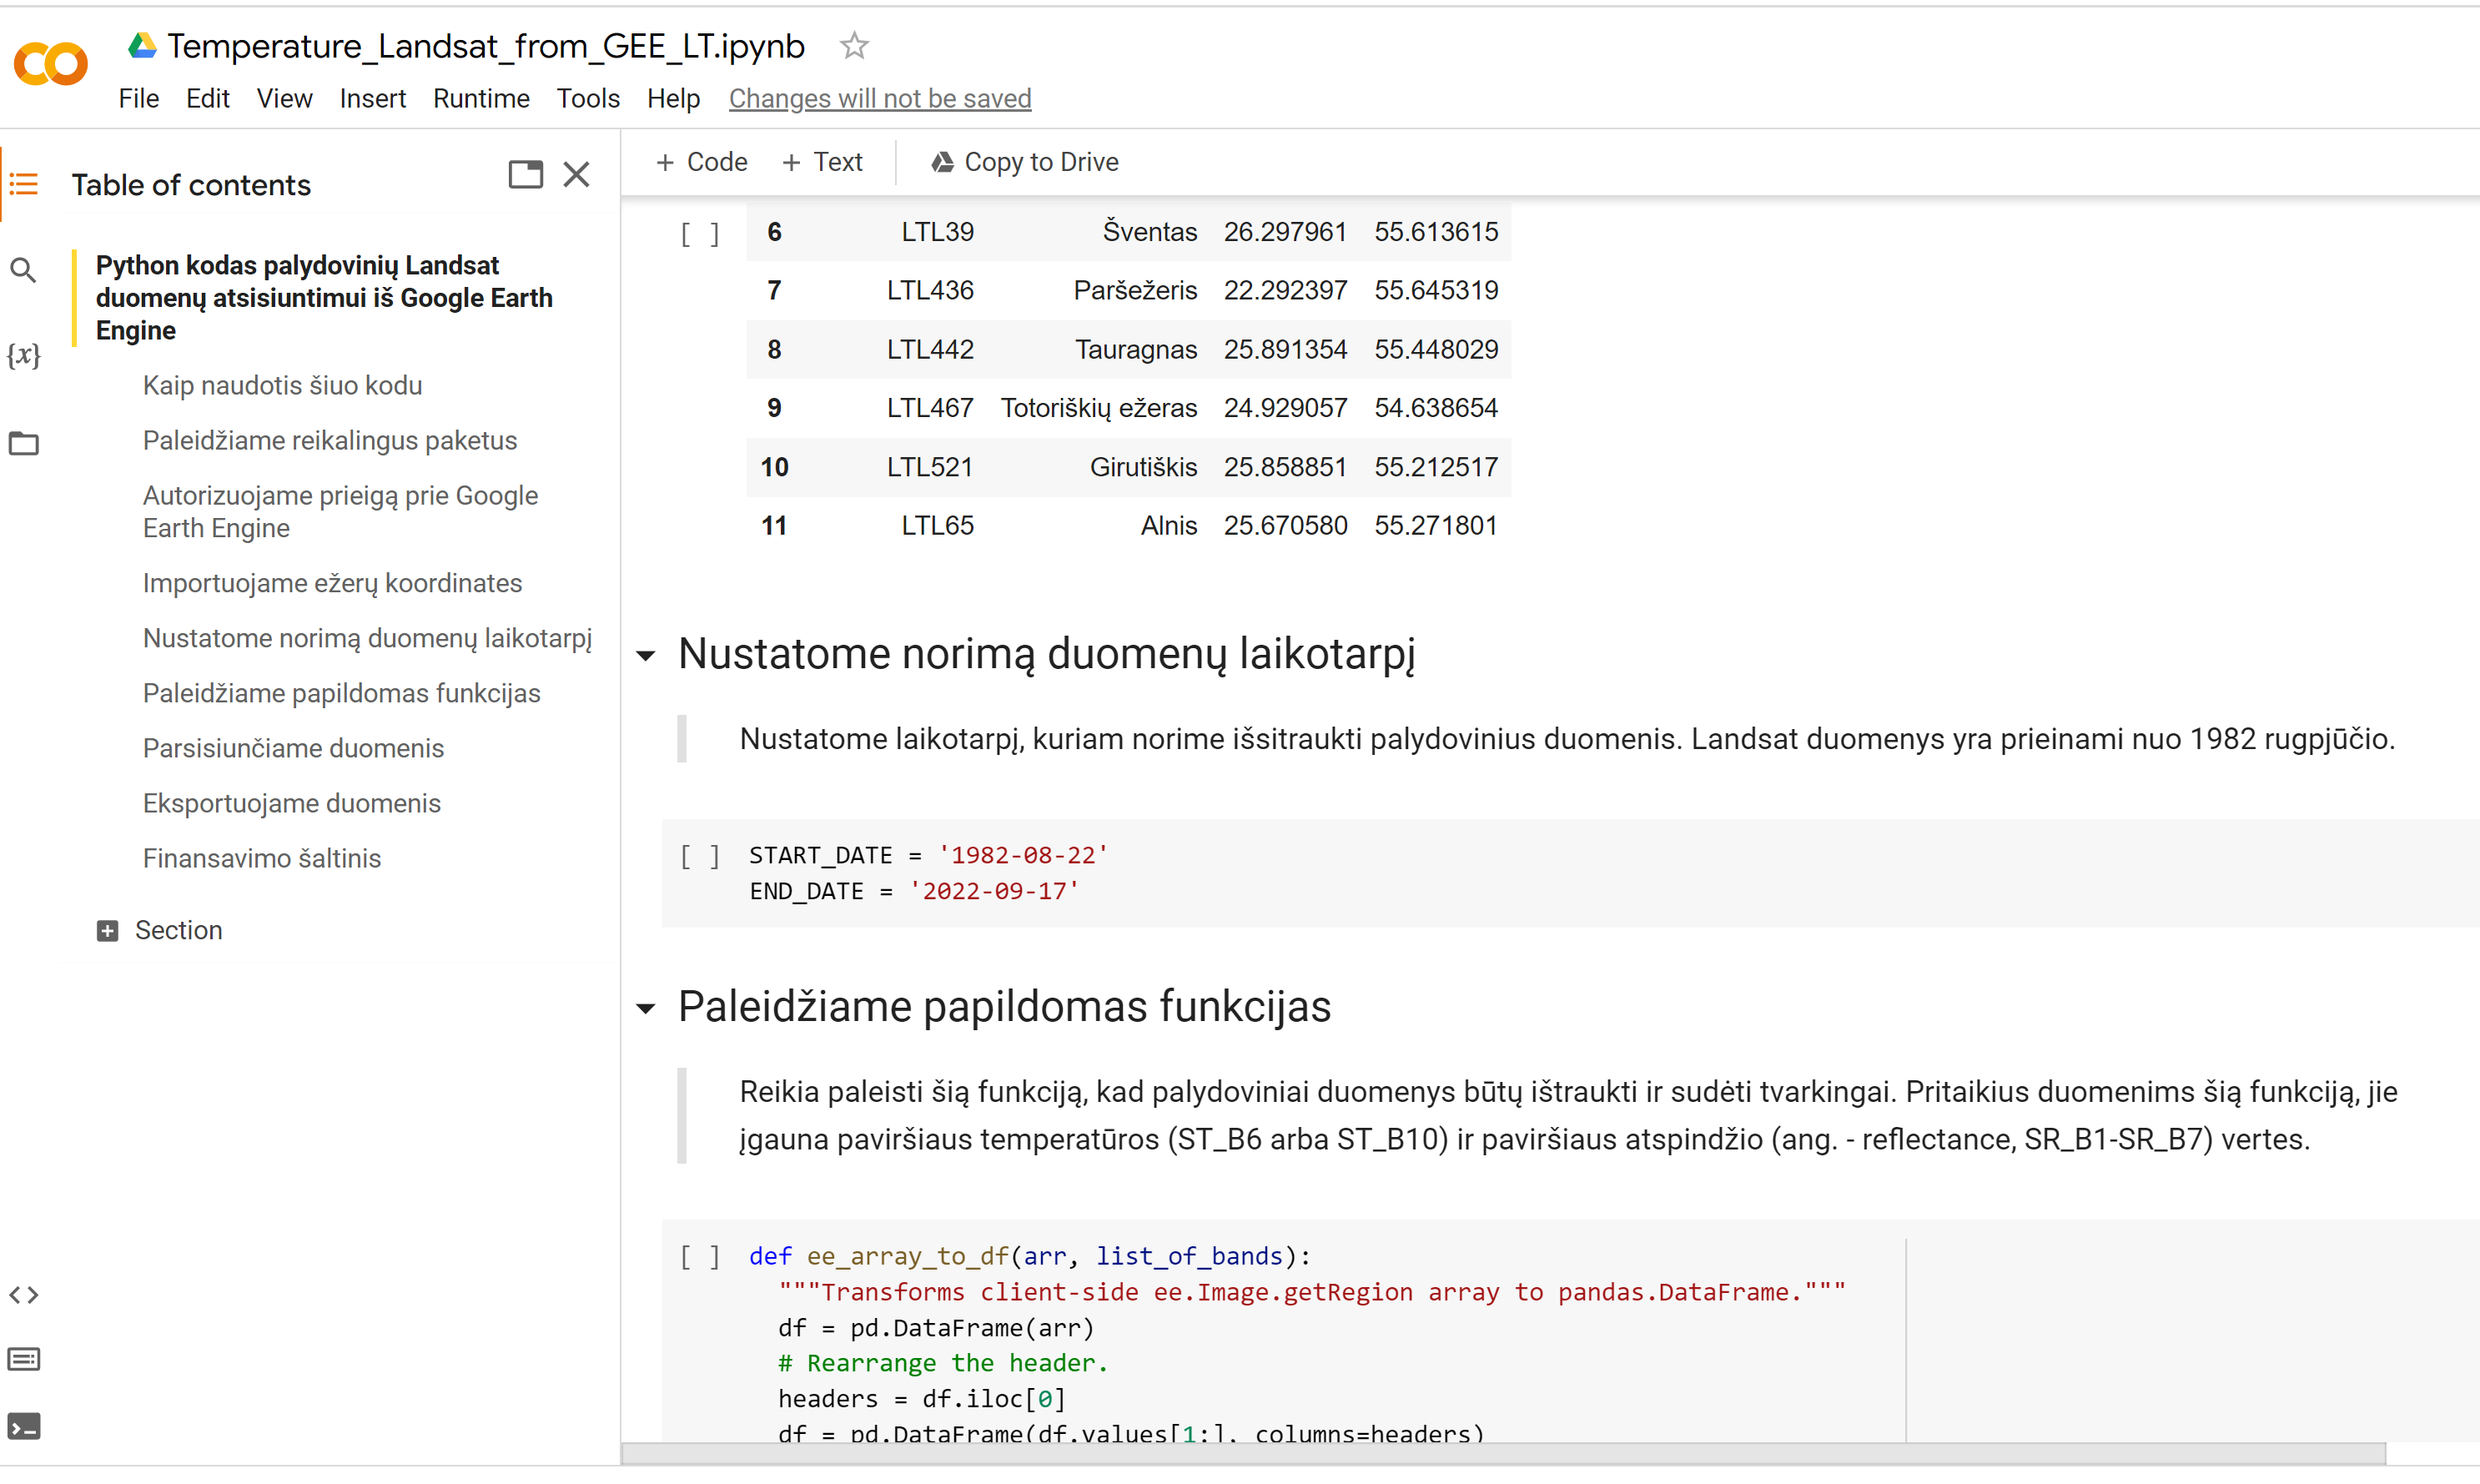 Temperature_Landsat_from_GEE_LT.ipynb
File Edit View Insert Runtime Tools Help Changes will not be saved
Table of contents
Python kodas palydovinių Landsat
duomenų atsisiuntimui iš Google Earth
Engine
Kaip naudotis šiuo kodu
Paleidžiame reikalingus paketus
Autorizuojame prieigą prie Google
Earth Engine
Importuojame ežerų koordinates
Nustatome norimą duomenų laikotarpį
Paleidžiame papildomas funkcijas
Parsisiunčiame duomenis
Eksportuojame duomenis
Finansavimo šaltinis
Section
{x}
+ Code + Text Copy to Drive
[ ] 6 LTL39 Šventas 26.297961 55.613615
7 LTL436 Paršežeris 22.292397 55.645319
8 LTL442 Tauragnas 25.891354 55.448029
9 LTL467 Totoriškių ežeras 24.929057 54.638654
10 LTL521 Girutiškis 25.858851 55.212517
11 LTL65 Alnis 25.670580 55.271801
Nustatome norimą duomenų laikotarpį
Nustatome laikotarpį, kuriam norime išsitraukti palydovinius duomenis. Landsat duomenys yra prieinami nuo 1982 rugpjūčio.
[ ] START_DATE = '1982-08-22'
END_DATE = '2022-09-17'
Paleidžiame papildomas funkcijas
Reikia paleisti šią funkciją, kad palydoviniai duomenys būtų ištraukti ir sudėti tvarkingai. Pritaikius duomenims šią funkciją, jie
įgauna paviršiaus temperatūros (ST_B6 arba ST_B10) ir paviršiaus atspindžio (ang. - reflectance, SR_B1-SR_B7) vertes.
[ ] def ee_array_to_df(arr, list_of_bands):
"""Transforms client-side ee.Image.getRegion array to pandas.DataFrame."""
df = pd.DataFrame(arr)
# Rearrange the header.
headers = df.iloc[0]
df = pd.DataFrame(df.values[1:], columns=headers)